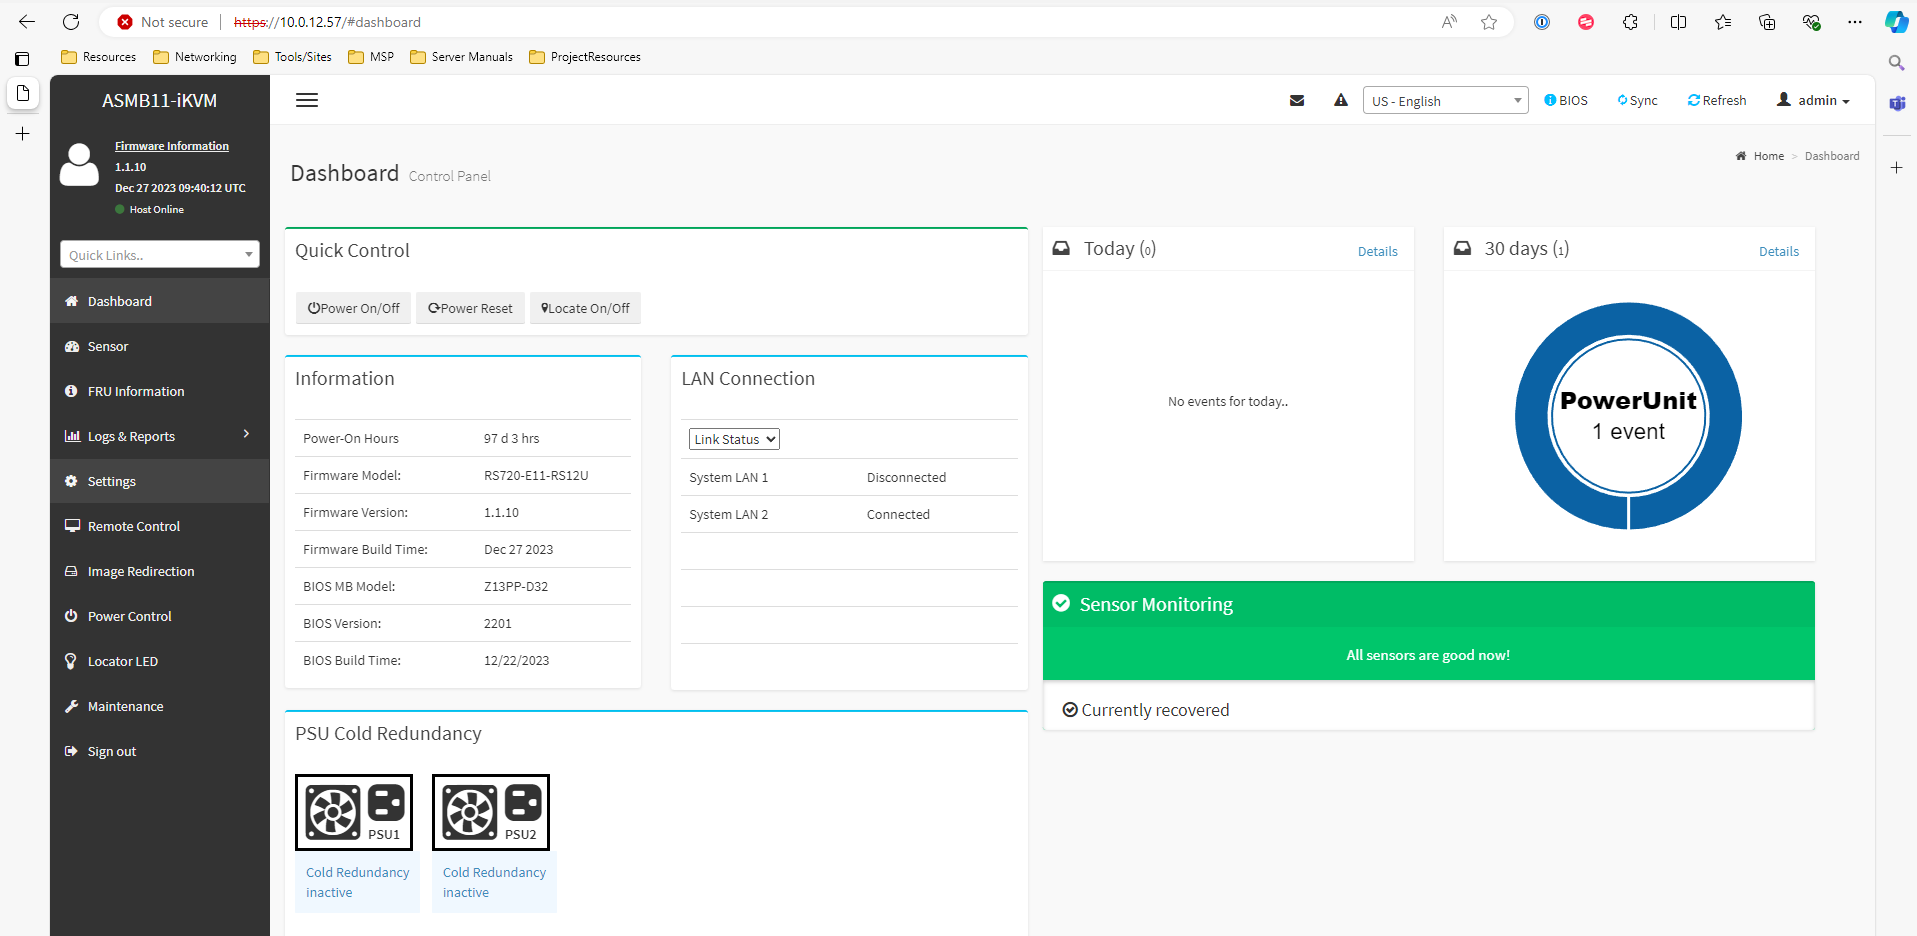 Not secure https://10.0.12.57/#dashboard
Resources Networking Tools/Sites MSP Server Manuals ProjectResources
ASMB11-iKVM
Firmware Information
1.1.10
Dec 27 2023 09:40:12 UTC
Host Online
Quick Links..
Dashboard
Sensor
FRU Information
Logs & Reports
Settings
Remote Control
Image Redirection
Power Control
Locator LED
Maintenance
Sign out
US - English BIOS Sync Refresh admin
Home > Dashboard
Dashboard Control Panel
Quick Control
Power On/Off Power Reset Locate On/Off
Information
Power-On Hours 97 d 3 hrs
Firmware Model: RS720-E11-RS12U
Firmware Version: 1.1.10
Firmware Build Time: Dec 27 2023
BIOS MB Model: Z13PP-D32
BIOS Version: 2201
BIOS Build Time: 12/22/2023
LAN Connection
Link Status
System LAN 1 Disconnected
System LAN 2 Connected
PSU Cold Redundancy
PSU1
Cold Redundancy
inactive
PSU2
Cold Redundancy
inactive
Today (0) Details
No events for today..
30 days (1) Details
PowerUnit
1 event
Sensor Monitoring
All sensors are good now!
Currently recovered